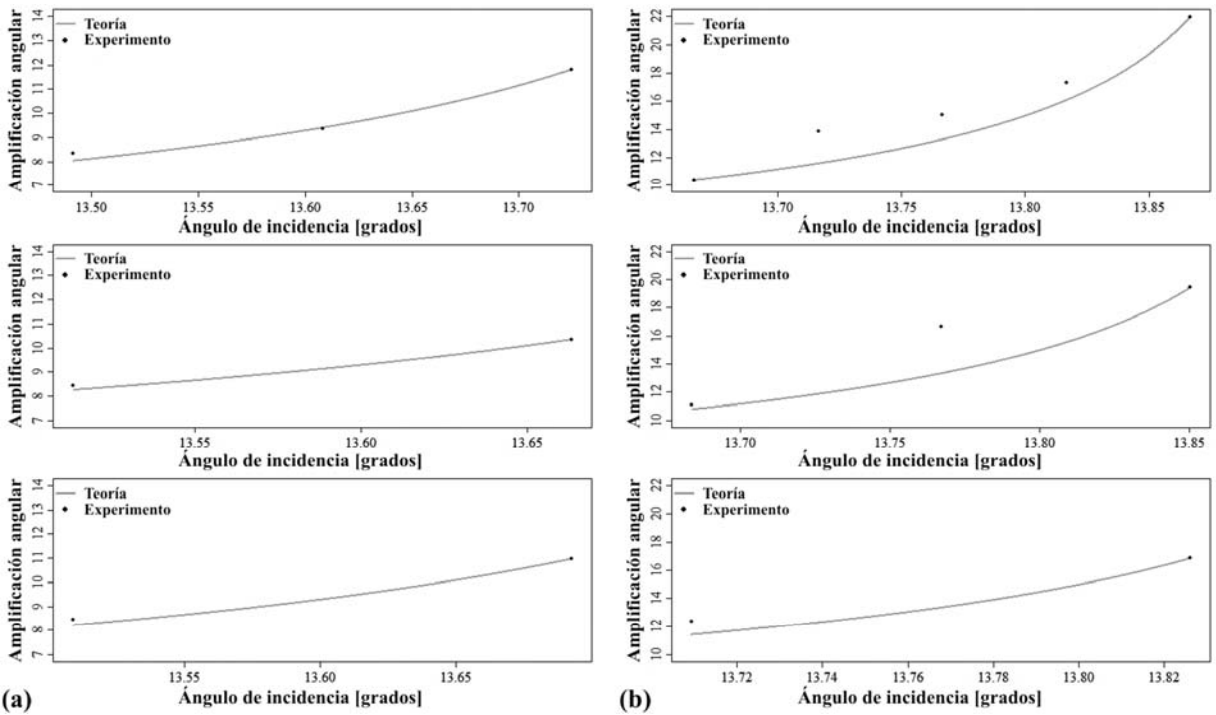 Amplificación angular
14
13
12
11
10
9
8
7
Teoría
Experimento
13.50 13.55 13.60 13.65 13.70
Ángulo de incidencia [grados]
Amplificación angular
22
20
18
16
14
12
10
Teoría
Experimento
13.70 13.75 13.80 13.85
Ángulo de incidencia [grados]
Amplificación angular
14
13
12
11
10
9
8
7
Teoría
Experimento
13.55 13.60 13.65
Ángulo de incidencia [grados]
Amplificación angular
22
20
18
16
14
12
10
Teoría
Experimento
13.70 13.75 13.80 13.85
Ángulo de incidencia [grados]
Amplificación angular
14
13
12
11
10
9
8
7
Teoría
Experimento
13.55 13.60 13.65
Ángulo de incidencia [grados]
(a)
Amplificación angular
22
20
18
16
14
12
10
Teoría
Experimento
13.72 13.74 13.76 13.78 13.80 13.82
Ángulo de incidencia [grados]
(b)